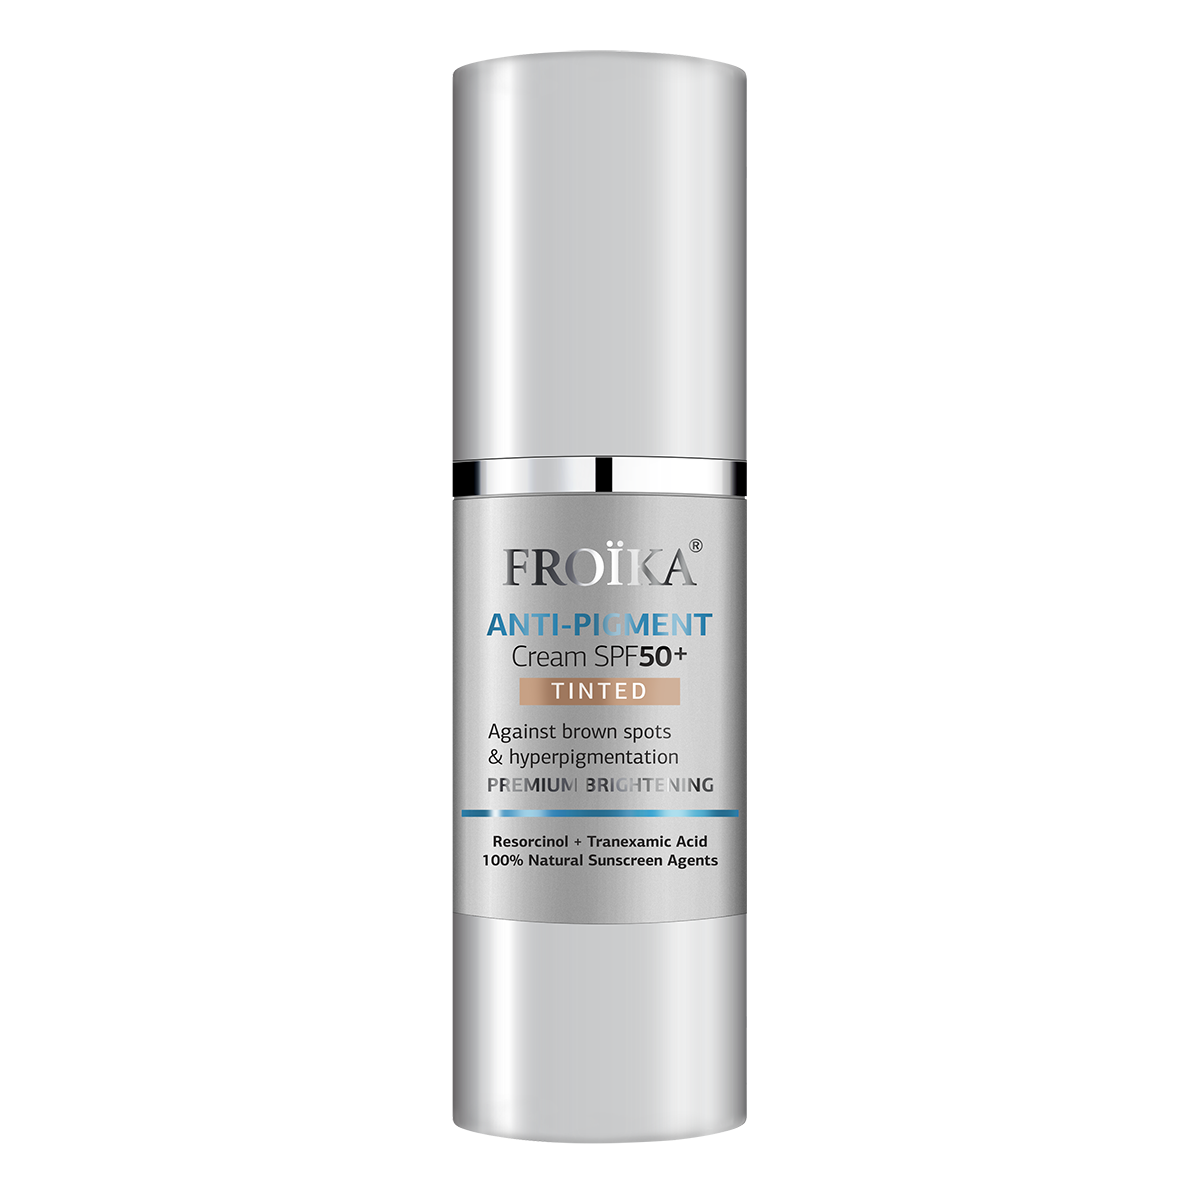 FROÏKA®
ANTI-PIGMENT
Cream SPF50+
TINTED
Against brown spots
& hyperpigmentation
PREMIUM BRIGHTENING
Resorcinol + Tranexamic Acid
100% Natural Sunscreen Agents